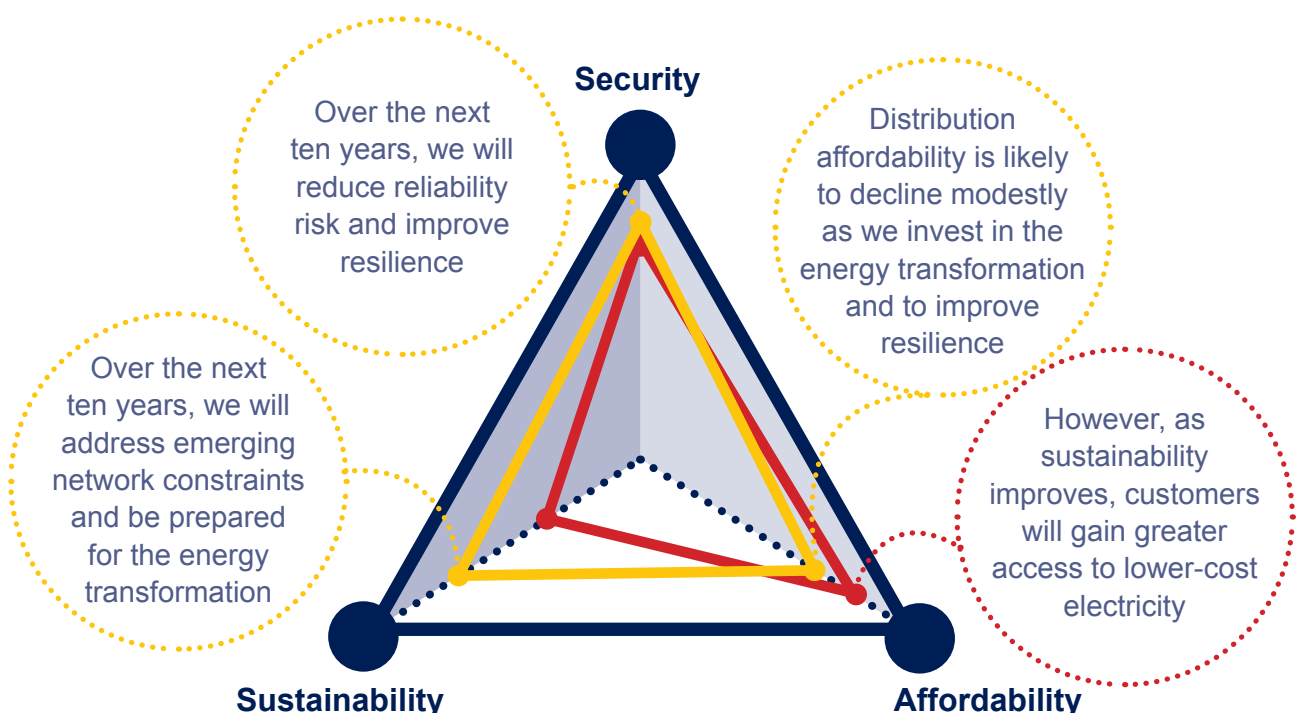 Security
Over the next
ten years, we will
reduce reliability
risk and improve
resilience
Distribution
affordability is likely
to decline modestly
as we invest in the
energy transformation
and to improve
resilience
Over the next
ten years, we will
address emerging
network constraints
and be prepared
for the energy
transformation
However, as
sustainability
improves, customers
will gain greater
access to lower-cost
electricity
Sustainability
Affordability